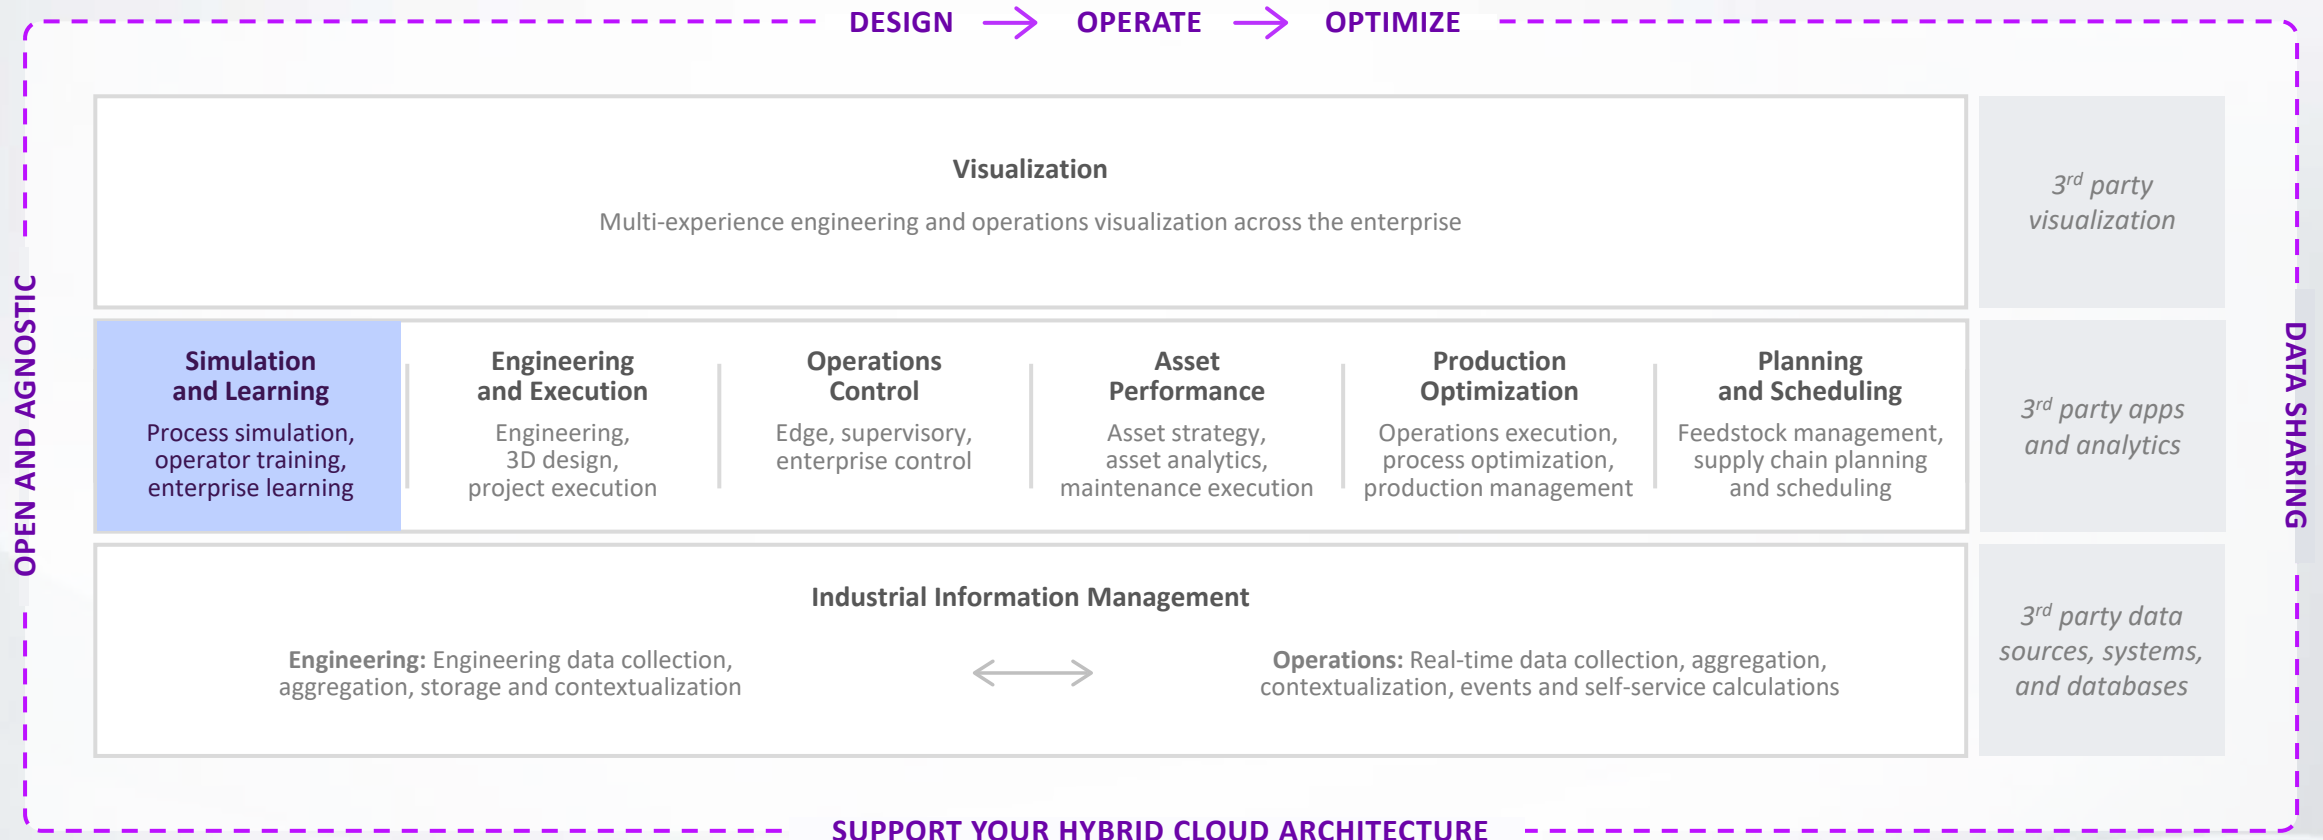 DESIGN OPERATE OPTIMIZE
OPEN AND AGNOSTIC
Visualization
Multi-experience engineering and operations visualization across the enterprise
3rd party
visualization
Simulation
and Learning
Process simulation,
operator training,
enterprise learning
Engineering
and Execution
Engineering,
3D design,
project execution
Operations
Control
Edge, supervisory,
enterprise control
Asset
Performance
Asset strategy,
asset analytics,
maintenance execution
Production
Optimization
Operations execution,
process optimization,
production management
Planning
and Scheduling
Feedstock management,
supply chain planning
and scheduling
3rd party apps
and analytics
Industrial Information Management
Engineering: Engineering data collection,
aggregation, storage and contextualization
Operations: Real-time data collection, aggregation,
contextualization, events and self-service calculations
3rd party data
sources, systems,
and databases
DATA SHARING
SUPPORT YOUR HYBRID CLOUD ARCHITECTURE